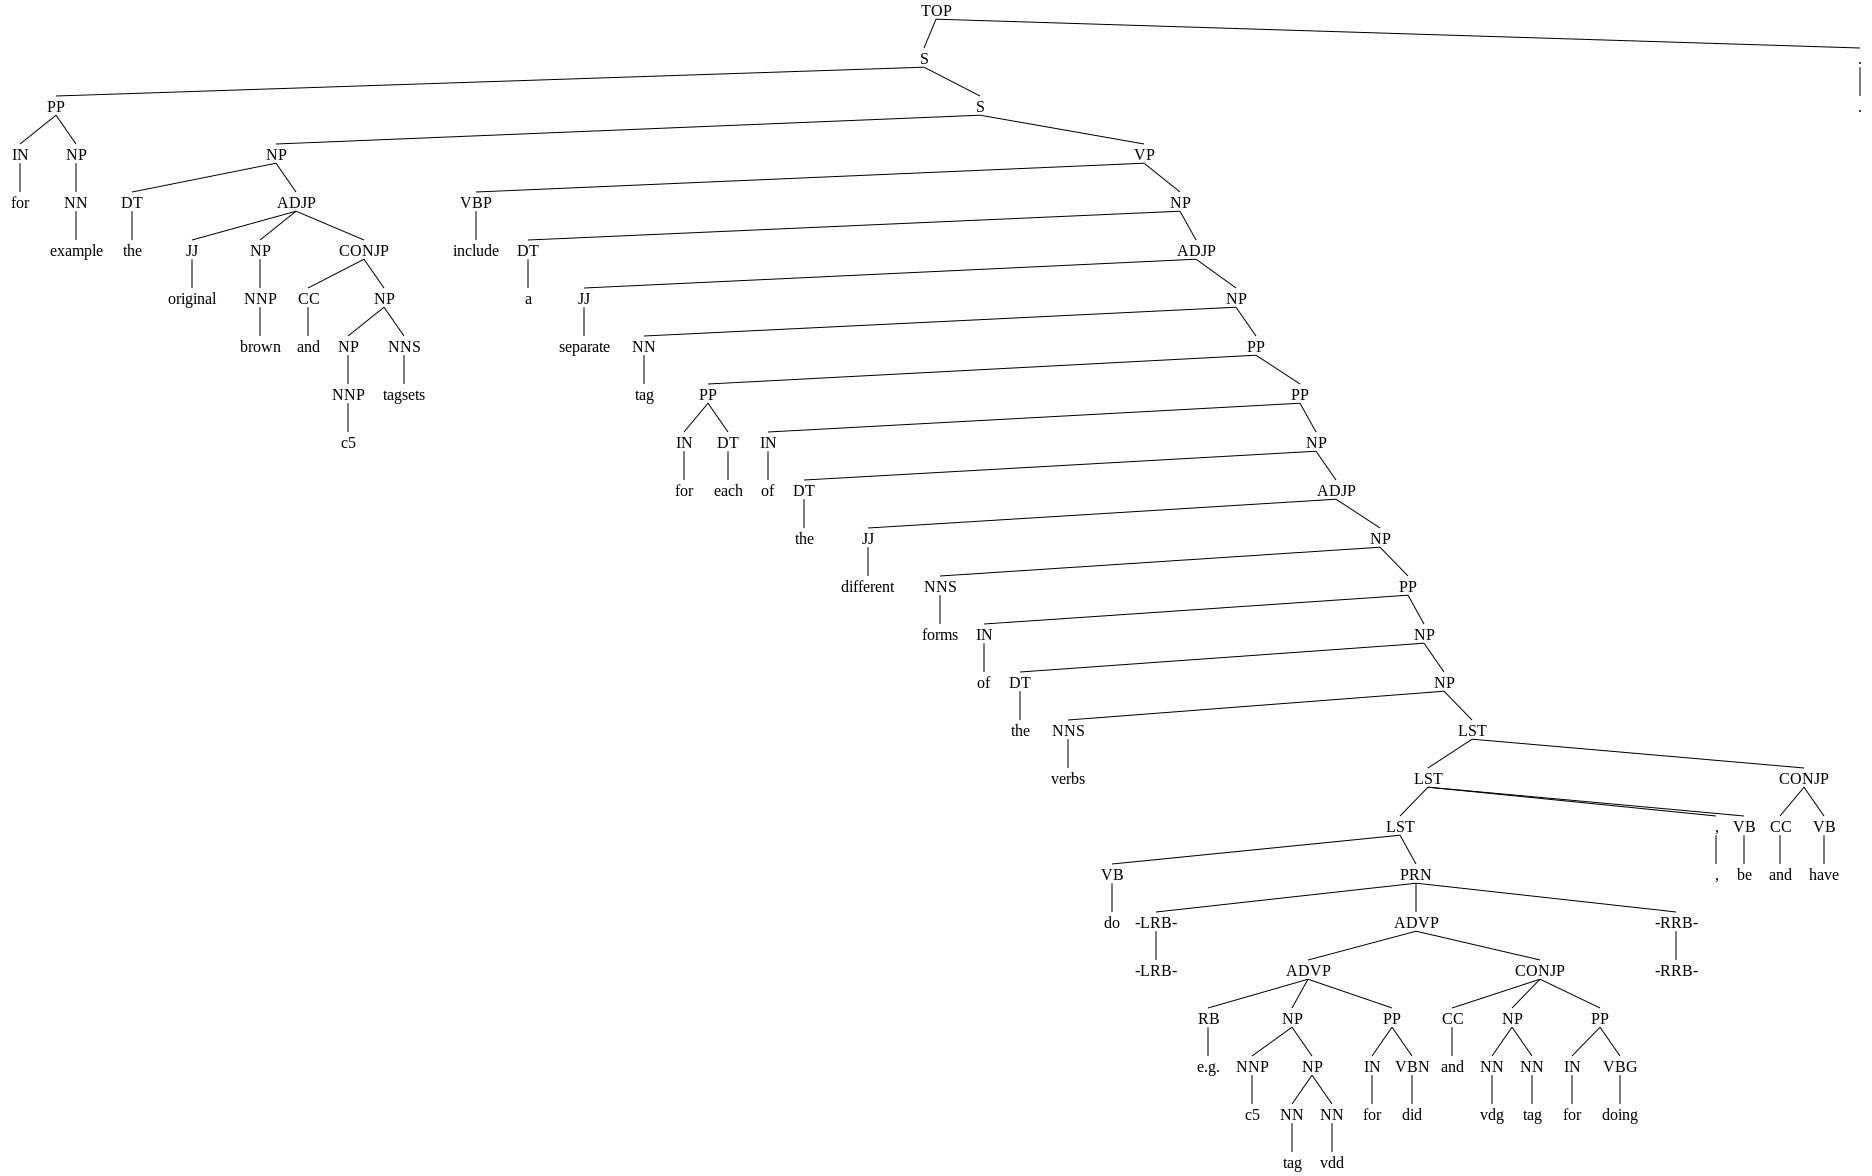 TOP
S .
PP S .
IN NP NP VP
for NN DT ADJP VBP NP
example the JJ NP CONJP include DT ADJP
original NNP CC NP a JJ NP
brown and NP NNS separate NN PP
NNP tagsets tag PP PP
c5 IN DT IN NP
for each of DT ADJP
the JJ NP
different NNS PP
forms IN NP
of DT NP
the NNS LST
verbs LST CONJP
LST , VB CC VB
VB PRN , be and have
do -LRB- ADVP -RRB-
-LRB- ADVP CONJP -RRB-
RB NP PP CC NP PP
e.g. NNP NP IN VBN and NN NN IN VBG
c5 NN NN for did vdg tag for doing
tag vdd